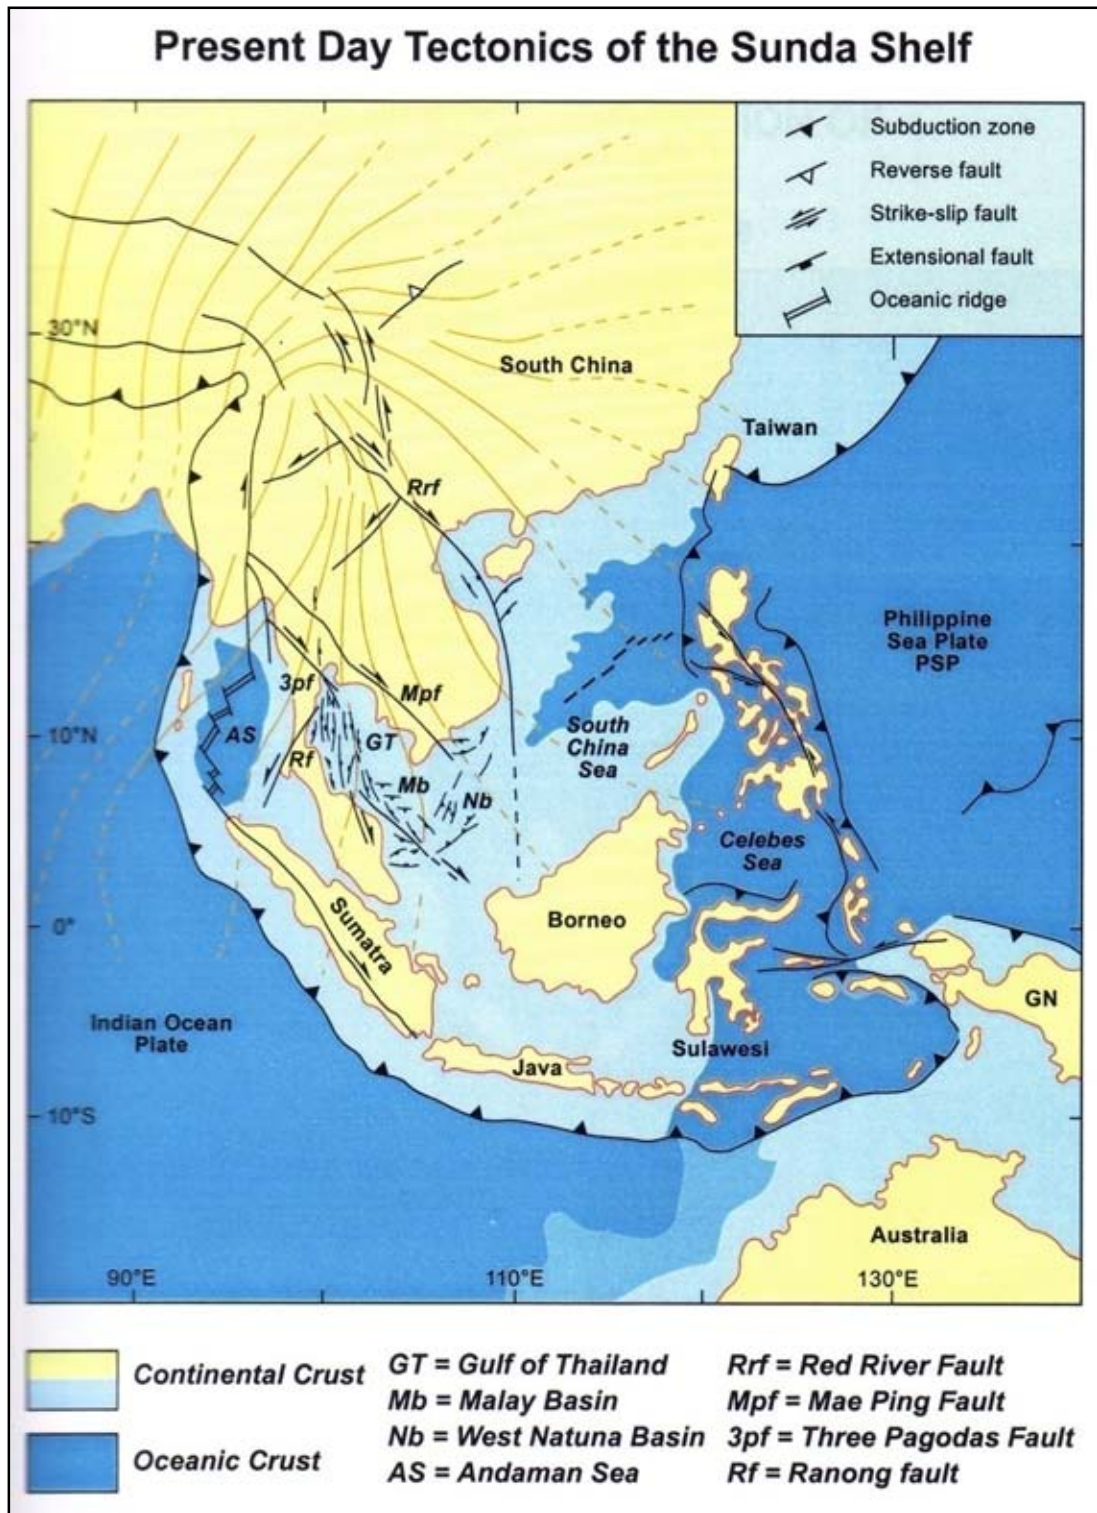 Present Day Tectonics of the Sunda Shelf
Subduction zone
Reverse fault
Strike-slip fault
Extensional fault
Oceanic ridge
30°N
South China
Taiwan
Rrf
Philippine
Sea Plate
PSP
3pf
Mpf
10°N
AS
GT
South
China
Sea
Rf
Mb
Nb
Celebes
Sea
0°
Sumatra
Borneo
GN
Indian Ocean
Plate
Sulawesi
Java
10°S
Australia
90°E
110°E
130°E
Continental Crust
Oceanic Crust
GT = Gulf of Thailand
Mb = Malay Basin
Nb = West Natuna Basin
AS = Andaman Sea
Rrf = Red River Fault
Mpf = Mae Ping Fault
3pf = Three Pagodas Fault
Rf = Ranong fault